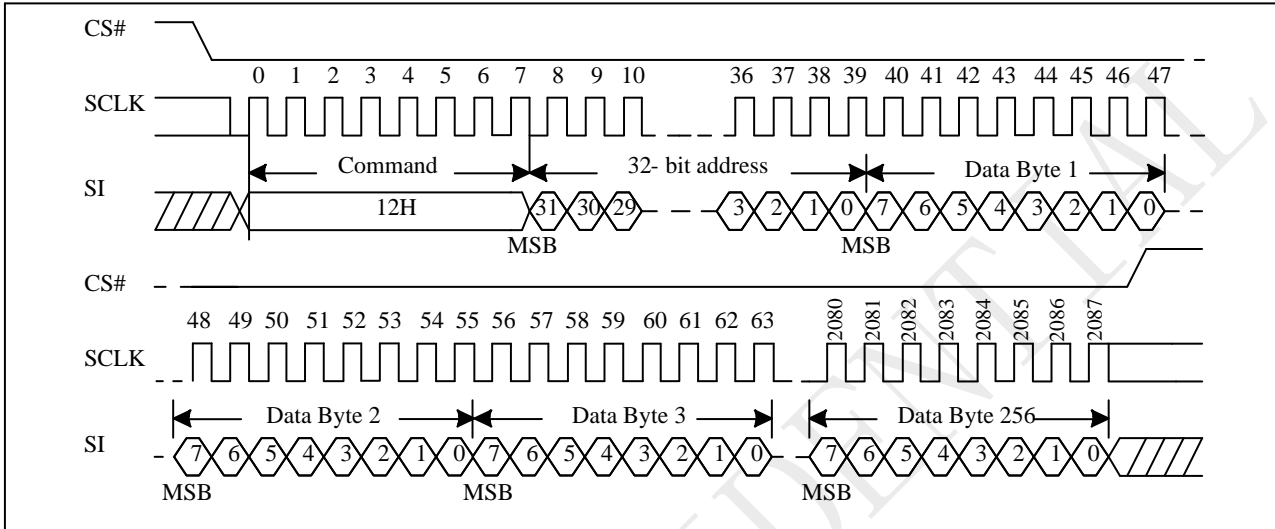 CS#
0 1 2 3 4 5 6 7 8 9 10 36 37 38 39 40 41 42 43 44 45 46 47
SCLK
Command 32- bit address Data Byte 1
SI
12H 31 30 29 3 2 1 0 7 6 5 4 3 2 1 0
MSB MSB
CS#
48 49 50 51 52 53 54 55 56 57 58 59 60 61 62 63 2080 2081 2082 2083 2084 2085 2086 2087
SCLK
Data Byte 2 Data Byte 3 Data Byte 256
SI
7 6 5 4 3 2 1 0 7 6 5 4 3 2 1 0 7 6 5 4 3 2 1 0
MSB MSB MSB
DENTIAL